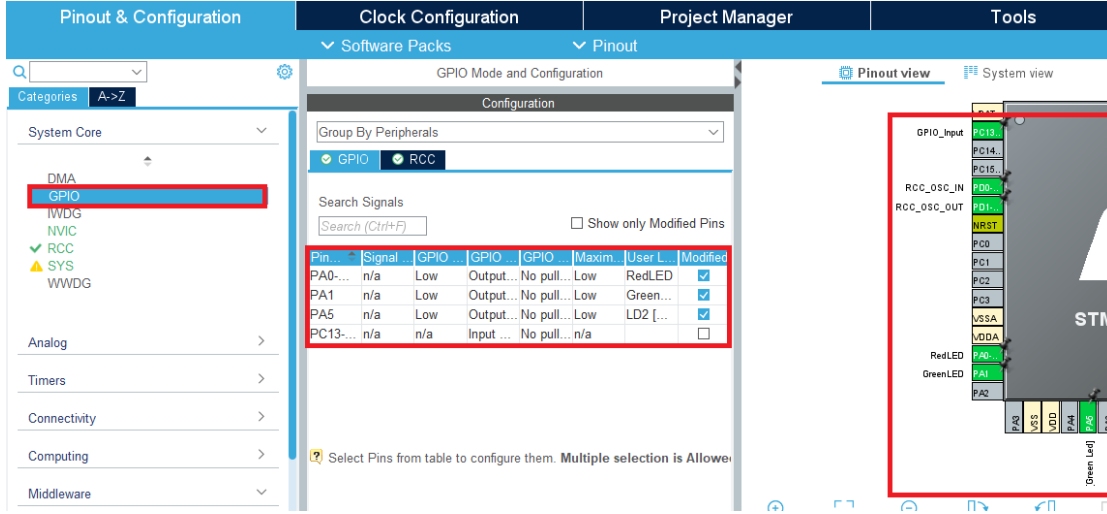 Pinout & Configuration
Clock Configuration
Project Manager
Tools
Software Packs
Pinout
Categories
A->Z
System Core
DMA
GPIO
IWDG
NVIC
RCC
SYS
WWDG
Analog
Timers
Connectivity
Computing
Middleware
GPIO Mode and Configuration
Configuration
Group By Peripherals
GPIO
RCC
Search Signals
Search (Ctrl+F)
Show only Modified Pins
Pin... Signal ... GPIO ... GPIO ... GPIO ... Maxim... User L... Modified
PA0-... n/a Low Output... No pull... Low RedLED
PA1 n/a Low Output... No pull... Low Green...
PA5 n/a Low Output... No pull... Low LD2 [...
PC13-... n/a n/a Input ... No pull... n/a
Select Pins from table to configure them. Multiple selection is Allowe
Pinout view
System view
GPIO_Input PC13..
PC14..
PC15..
RCC_OSC_IN PD0-..
RCC_OSC_OUT PD1-..
NRST
PC0
PC1
PC2
PC3
VSSA
VDDA
RedLED PA0-..
GreenLED PA1
PA2
STM
PA3
VSS
VDD
PA4
PA5
[Green Led]